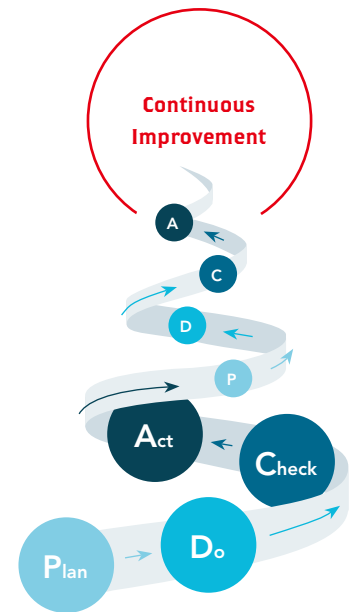 Continuous
Improvement
A
C
D
P
Act
Check
Do
Plan